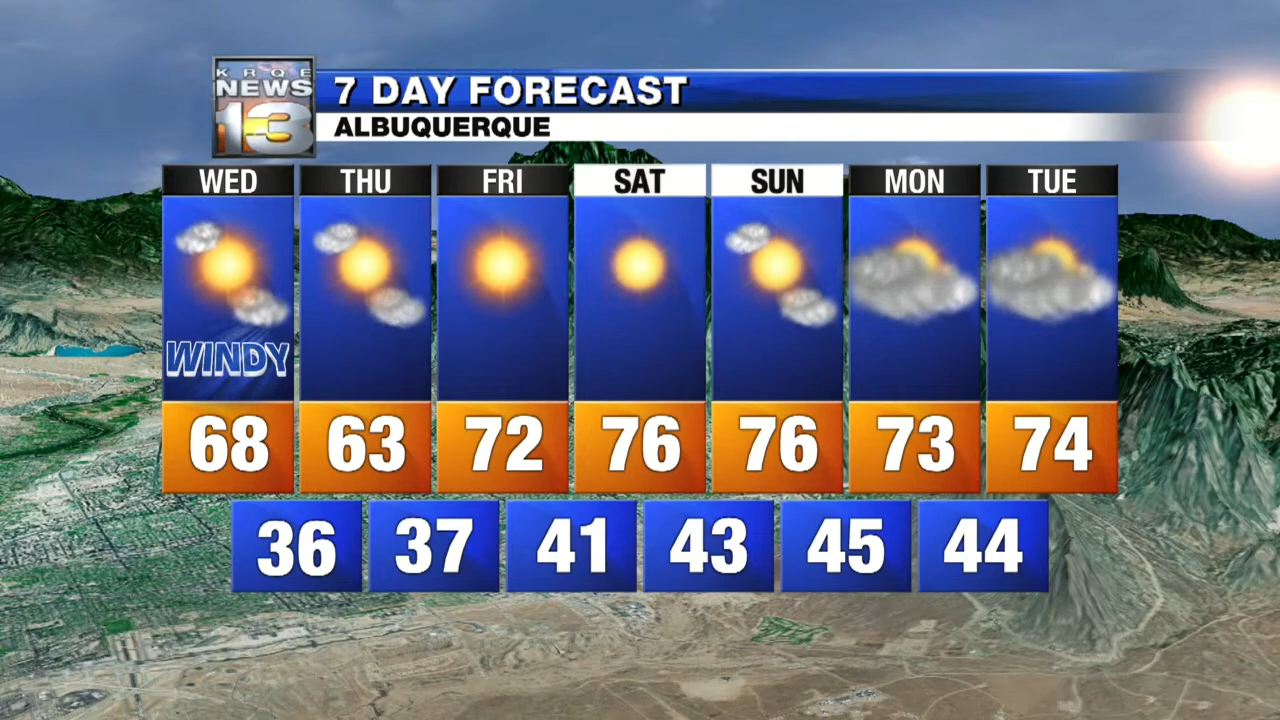 KRQE
NEWS
13
7 DAY FORECAST
ALBUQUERQUE
WED THU FRI SAT SUN MON TUE
WINDY
68 63 72 76 76 73 74
36 37 41 43 45 44